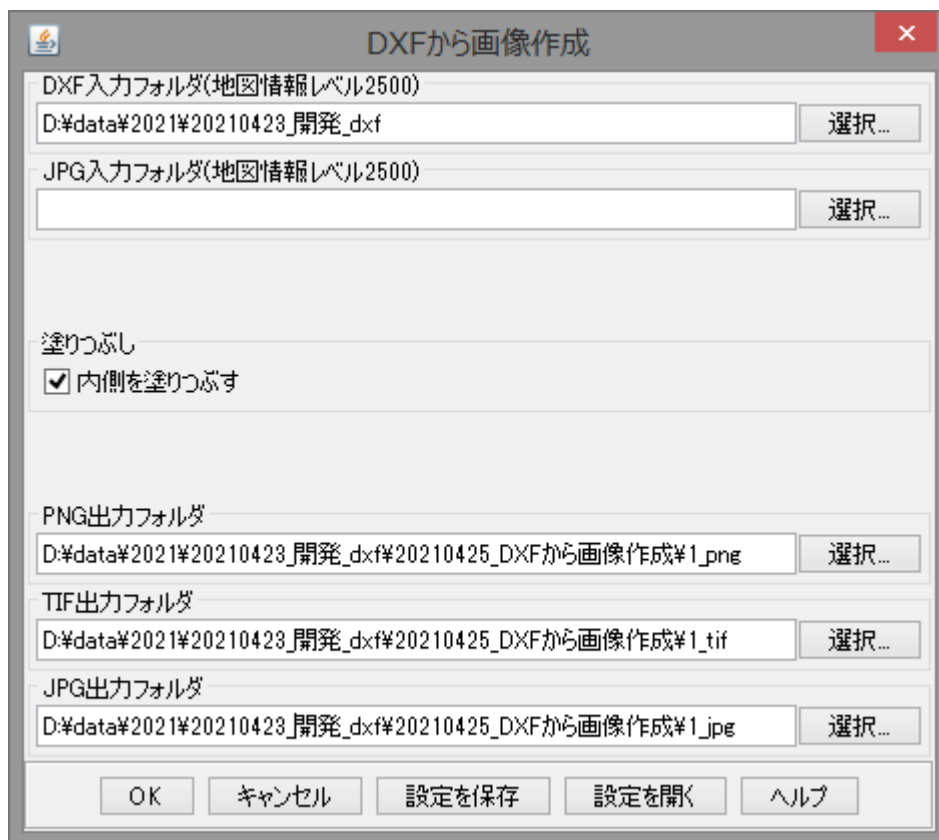 DXFから画像作成
DXF入力フォルダ(地図情報レベル2500)
D:¥data¥2021¥20210423_開発_dxf
選択...
JPG入力フォルダ(地図情報レベル2500)
選択...
塗りつぶし
内側を塗りつぶす
PNG出力フォルダ
D:¥data¥2021¥20210423_開発_dxf¥20210425_DXFから画像作成¥1_png
選択...
TIF出力フォルダ
D:¥data¥2021¥20210423_開発_dxf¥20210425_DXFから画像作成¥1_tif
選択...
JPG出力フォルダ
D:¥data¥2021¥20210423_開発_dxf¥20210425_DXFから画像作成¥1_jpg
選択...
OK キャンセル 設定を保存 設定を開く ヘルプ